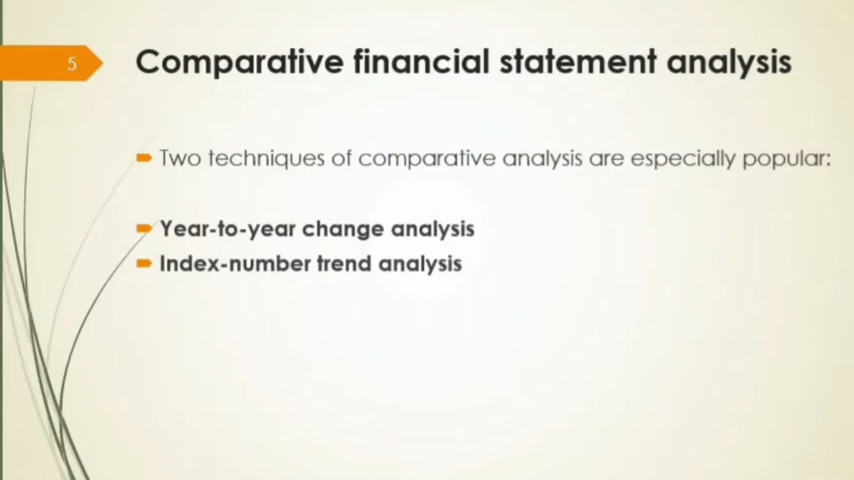 5
Comparative financial statement analysis
Two techniques of comparative analysis are especially popular:
Year-to-year change analysis
Index-number trend analysis